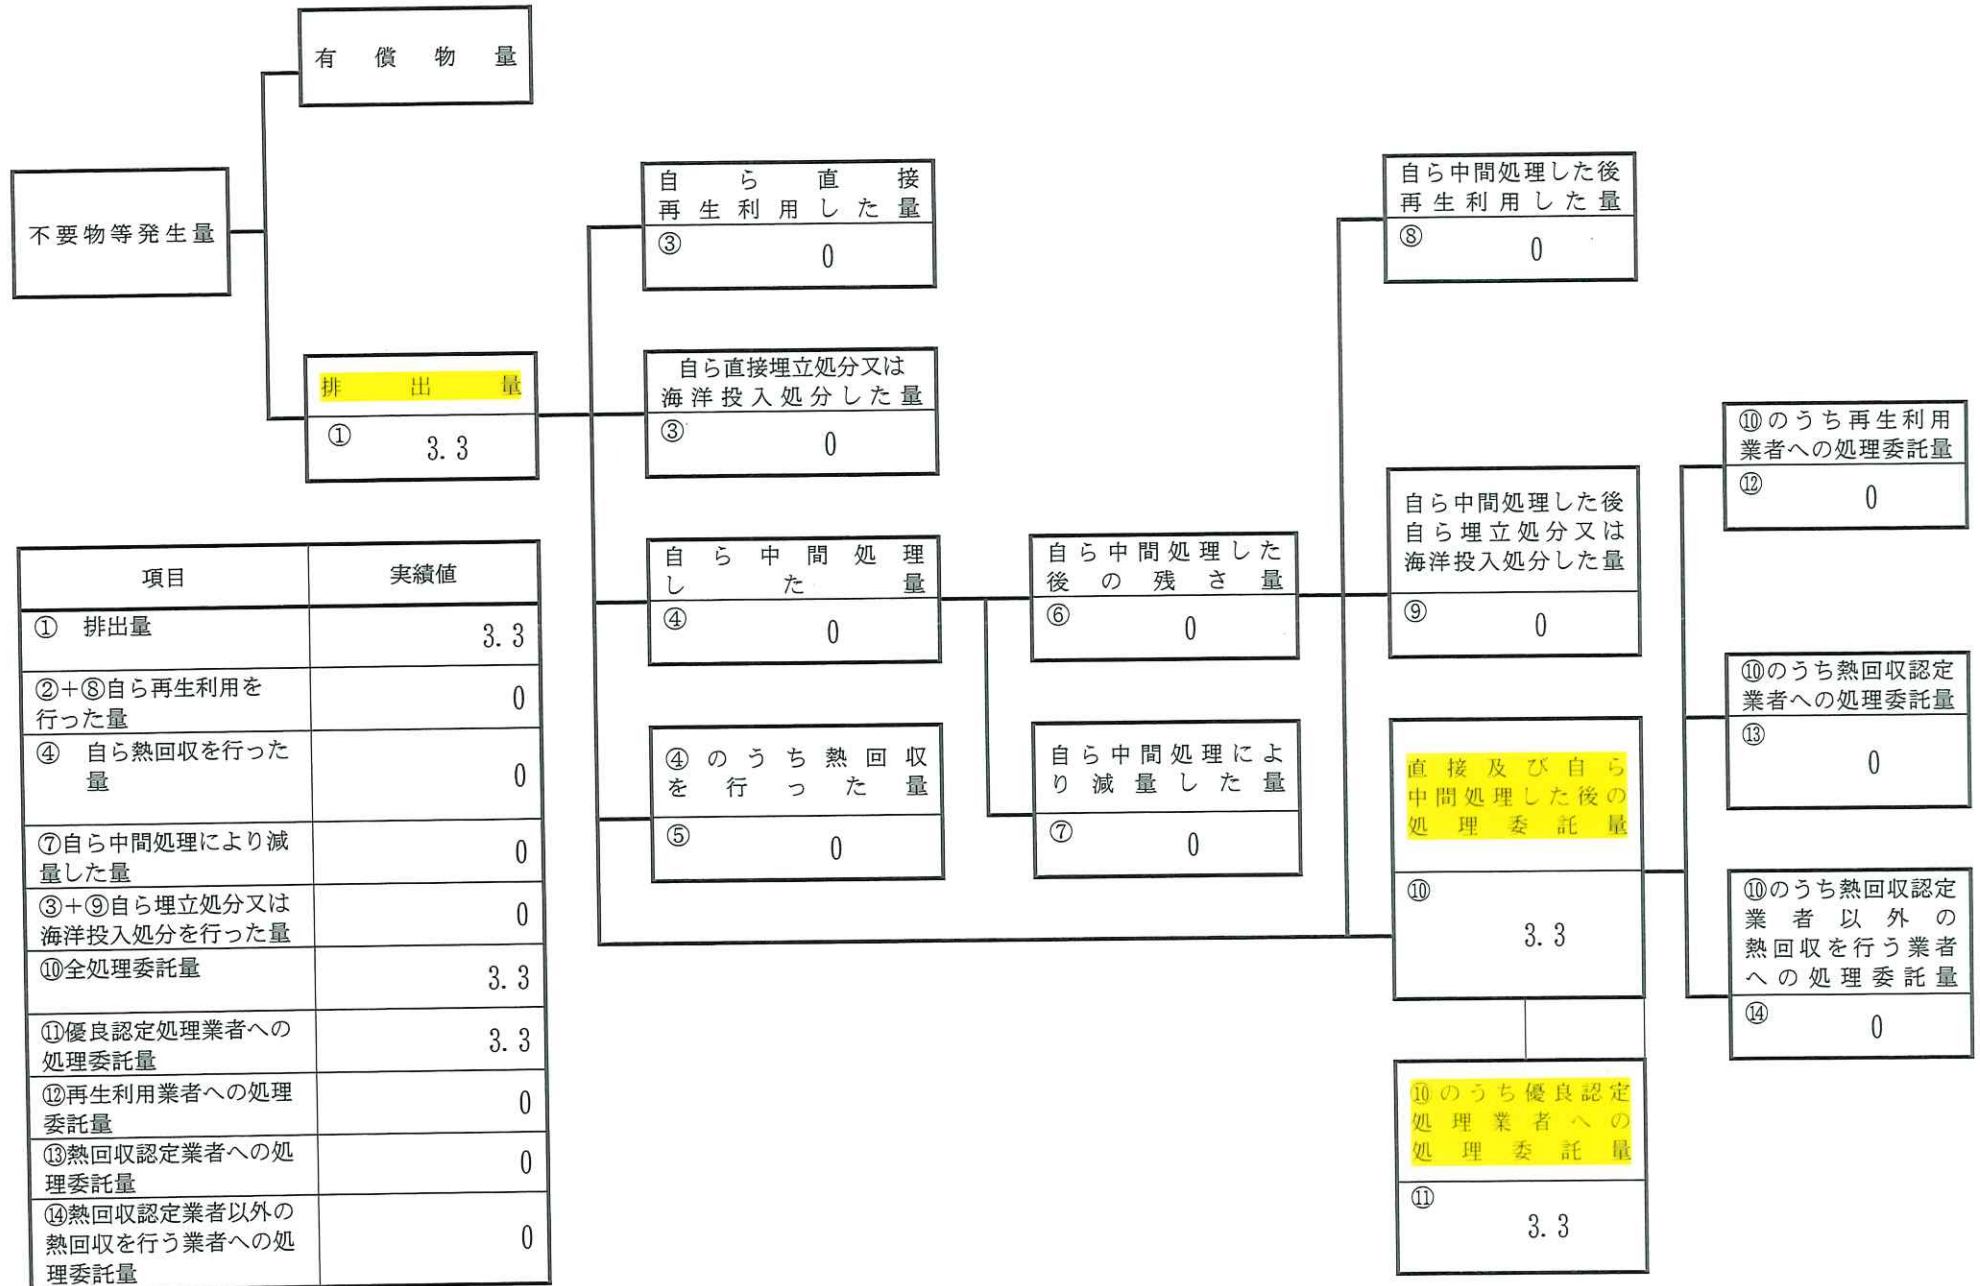 有償物量
不要物等発生量
排出量
① 3.3
自ら直接
再生利用した量
③ 0
自ら直接埋立処分又は
海洋投入処分した量
③ 0
自ら中間処理
した量
④ 0
④のうち熱回収
を行った量
⑤ 0
自ら中間処理した
後の残さ量
⑥ 0
自ら中間処理によ
り減量した量
⑦ 0
自ら中間処理した後
再生利用した量
⑧ 0
自ら中間処理した後
自ら埋立処分又は
海洋投入処分した量
⑨ 0
直接及び自ら
中間処理した後の
処理委託量
⑩
3.3
⑩のうち優良認定
処理業者への
処理委託量
⑪
3.3
⑩のうち再生利用
業者への処理委託量
⑫ 0
⑩のうち熱回収認定
業者への処理委託量
⑬
0
⑩のうち熱回収認定
業者以外の
熱回収を行う業者
への処理委託量
⑭ 0
項目 実績値
① 排出量 3.3
②+⑧自ら再生利用を
行った量 0
④ 自ら熱回収を行った
量 0
⑦自ら中間処理により減
量した量 0
③+⑨自ら埋立処分又は
海洋投入処分を行った量 0
⑩全処理委託量 3.3
⑪優良認定処理業者への
処理委託量 3.3
⑫再生利用業者への処理
委託量 0
⑬熱回収認定業者への処
理委託量 0
⑭熱回収認定業者以外の
熱回収を行う業者への処
理委託量 0